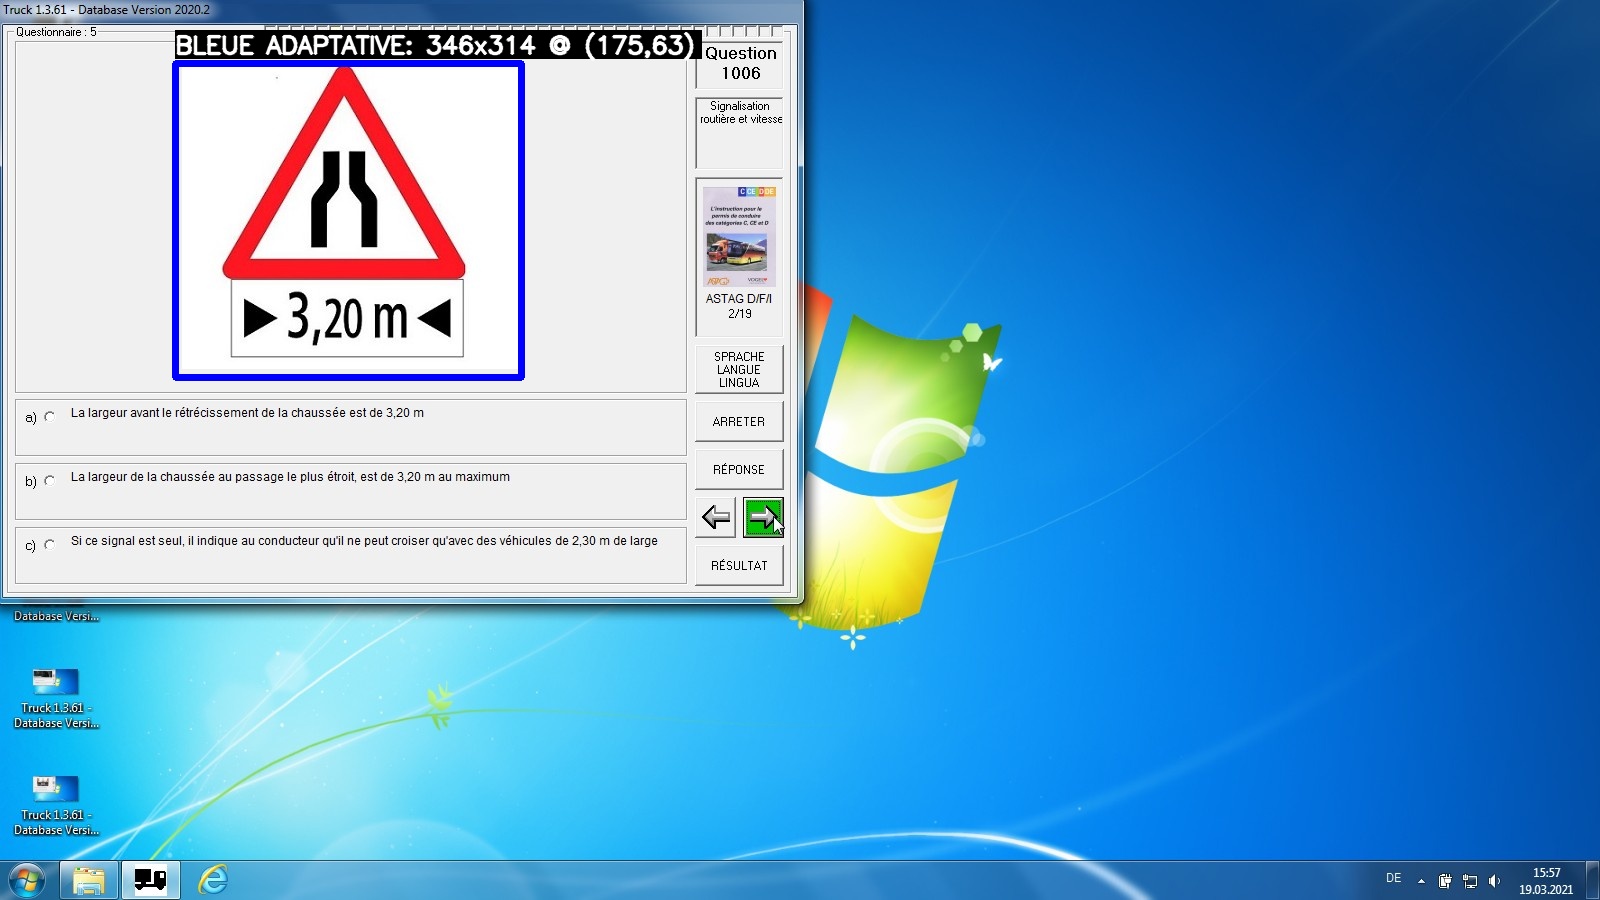 Truck 1.3.61 - Database Version 2020.2
Questionnaire : 5
BLEUE ADAPTATIVE: 346x314 @ (175,63)
Question
1006
Signalisation
routière et vitesse
3,20 m
C CE D DE
L'instruction pour le
permis de conduire
des catégories C, CE et D
ASTAG D/F/I
2/19
SPRACHE
LANGUE
LINGUA
a) La largeur avant le rétrécissement de la chaussée est de 3,20 m
ARRETER
b) La largeur de la chaussée au passage le plus étroit, est de 3,20 m au maximum
RÉPONSE
c) Si ce signal est seul, il indique au conducteur qu'il ne peut croiser qu'avec des véhicules de 2,30 m de large
RÉSULTAT
Database Versi...
Truck 1.3.61 -
Database Versi...
Truck 1.3.61 -
Database Versi...
DE
15:57
19.03.2021